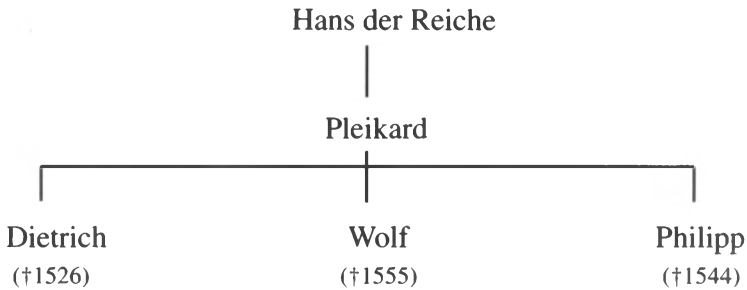 Hans der Reiche
Pleikard
Dietrich Wolf Philipp
(†1526) (†1555) (†1544)